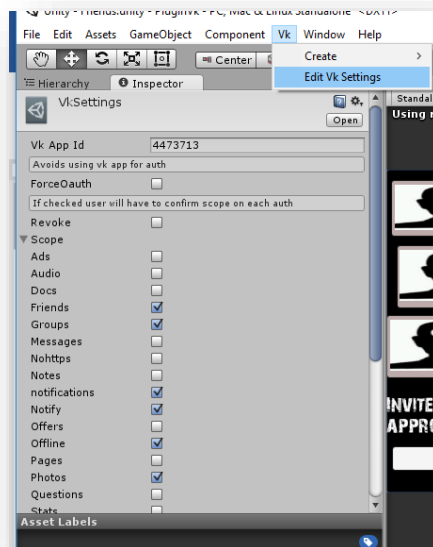 Unity - Friends.unity - PluginVk - PC, Mac & Linux Standalone <DX11>
File Edit Assets GameObject Component Vk Window Help
Center
Create >
Edit Vk Settings
Hierarchy Inspector
VkSettings
Open
Standal
Using
Vk App Id 4473713
Avoids using vk app for auth
ForceOauth
If checked user will have to confirm scope on each auth
Revoke
Scope
Ads
Audio
Docs
Friends
Groups
Messages
Nohttps
Notes
notifications
Notify
Offers
Offline
Pages
Photos
Questions
Stats
INVITE
APPRO
Asset Labels